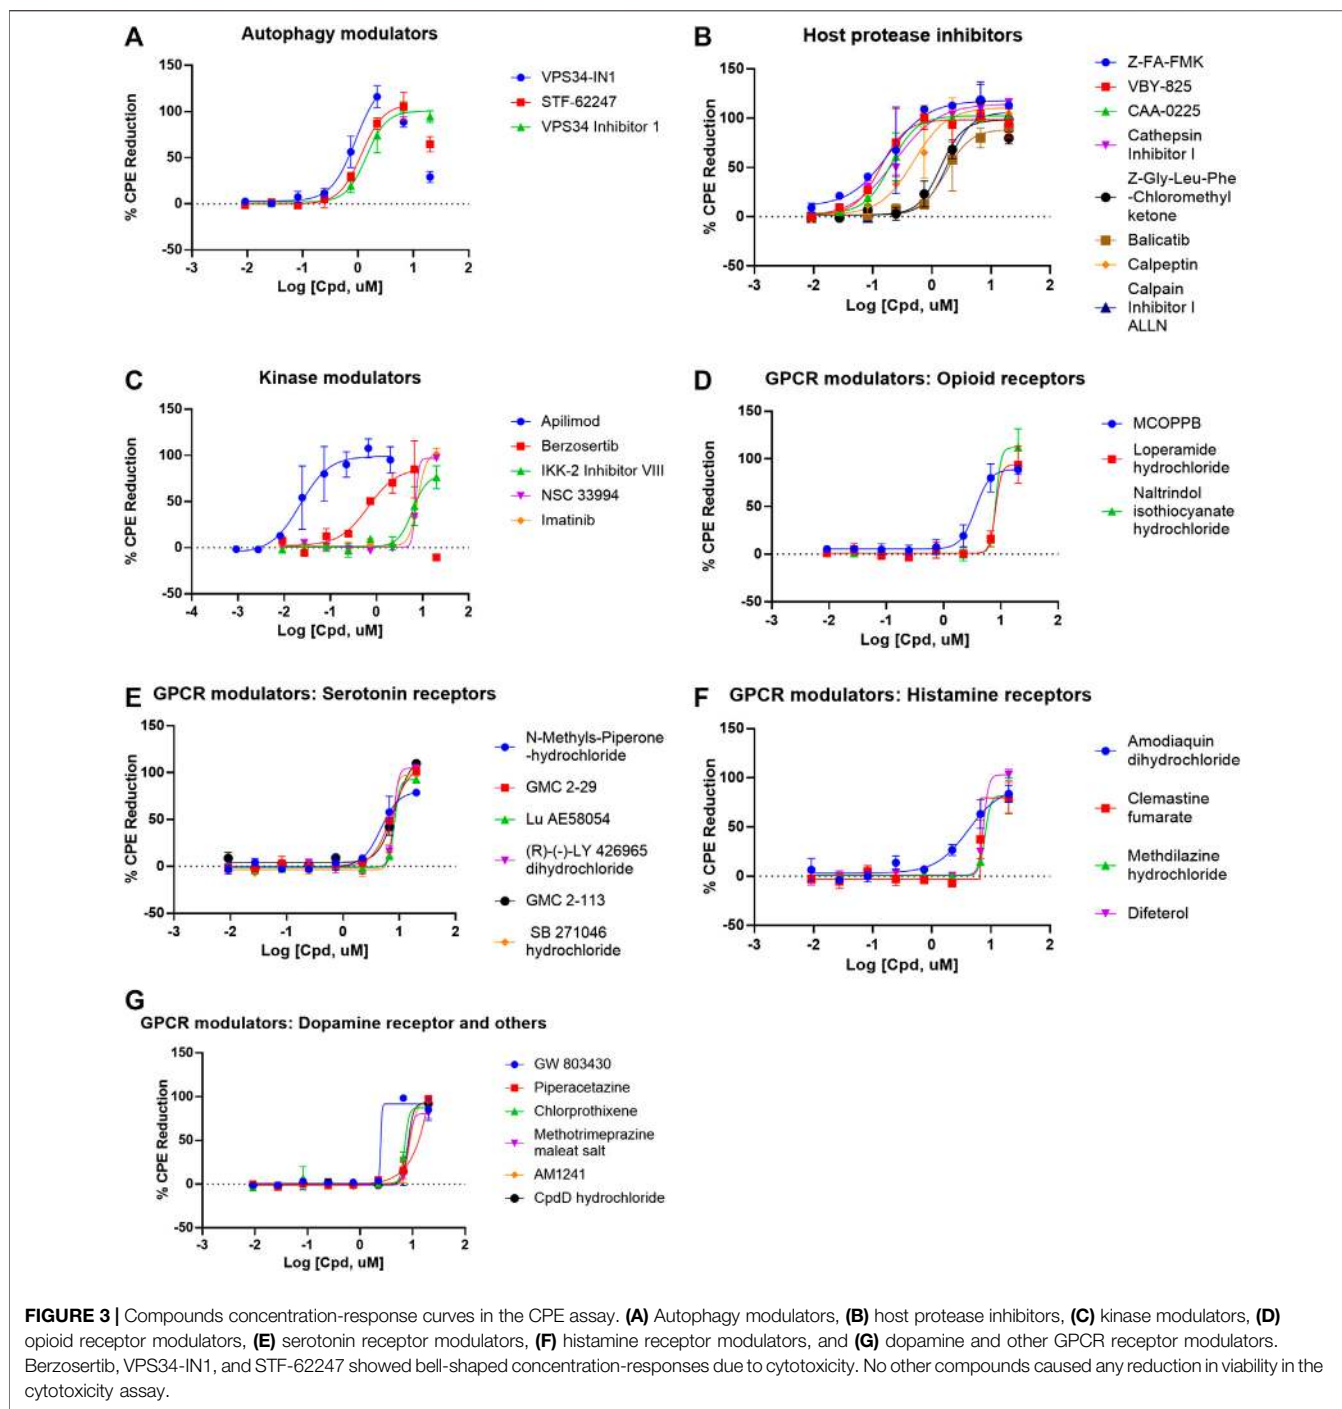 A
Autophagy modulators
% CPE Reduction
150
100
50
0
-50
-3
-2
-1
0
1
2
Log [Cpd, uM]
VPS34-IN1
STF-62247
VPS34 Inhibitor 1
B
Host protease inhibitors
% CPE Reduction
150
100
50
0
-50
-3
-2
-1
0
1
2
Log [Cpd, uM]
Z-FA-FMK
VBY-825
CAA-0225
Cathepsin
Inhibitor I
Z-Gly-Leu-Phe
-Chloromethyl
ketone
Balicatib
Calpeptin
Calpain
Inhibitor I
ALLN
C
Kinase modulators
% CPE Reduction
150
100
50
0
-50
-4
-3
-2
-1
0
1
2
Log [Cpd, uM]
Apilimod
Berzosertib
IKK-2 Inhibitor VIII
NSC 33994
Imatinib
D
GPCR modulators: Opioid receptors
% CPE Reduction
150
100
50
0
-50
-3
-2
-1
0
1
2
Log [Cpd, uM]
MCOPPB
Loperamide
hydrochloride
Naltrindol
isothiocyanate
hydrochloride
E
GPCR modulators: Serotonin receptors
% CPE Reduction
150
100
50
0
-50
-3
-2
-1
0
1
2
Log [Cpd, uM]
N-Methyls-Piperone
-hydrochloride
GMC 2-29
Lu AE58054
(R)-(-)-LY 426965
dihydrochloride
GMC 2-113
SB 271046
hydrochloride
F
GPCR modulators: Histamine receptors
% CPE Reduction
150
100
50
0
-50
-3
-2
-1
0
1
2
Log [Cpd, uM]
Amodiaquin
dihydrochloride
Clemastine
fumarate
Methdilazine
hydrochloride
Difeterol
G
GPCR modulators: Dopamine receptor and others
% CPE Reduction
150
100
50
0
-50
-3
-2
-1
0
1
2
Log [Cpd, uM]
GW 803430
Piperacetazine
Chlorprothixene
Methotrimeprazine
maleat salt
AM1241
CpdD hydrochloride
FIGURE 3 | Compounds concentration-response curves in the CPE assay. (A) Autophagy modulators, (B) host protease inhibitors, (C) kinase modulators, (D)
opioid receptor modulators, (E) serotonin receptor modulators, (F) histamine receptor modulators, and (G) dopamine and other GPCR receptor modulators.
Berzosertib, VPS34-IN1, and STF-62247 showed bell-shaped concentration-responses due to cytotoxicity. No other compounds caused any reduction in viability in the
cytotoxicity assay.